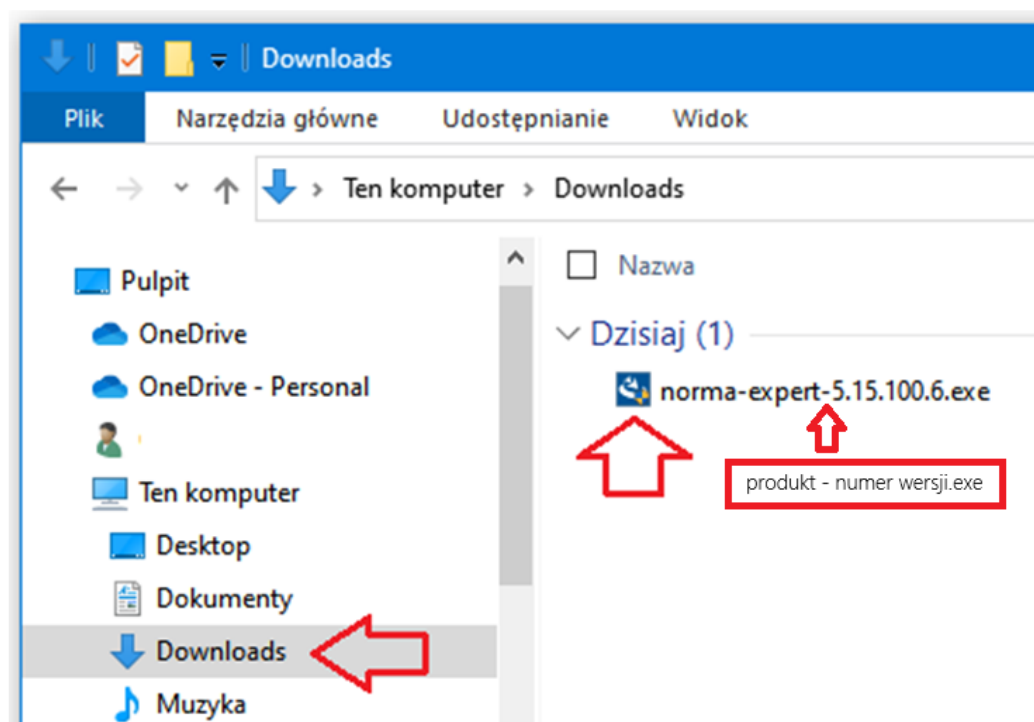 Downloads
Plik Narzędzia główne Udostępnianie Widok
Ten komputer Downloads
Pulpit
OneDrive
OneDrive - Personal
Ten komputer
Desktop
Dokumenty
Downloads
Muzyka
Nazwa
Dzisiaj (1)
norma-expert-5.15.100.6.exe
produkt - numer wersji.exe